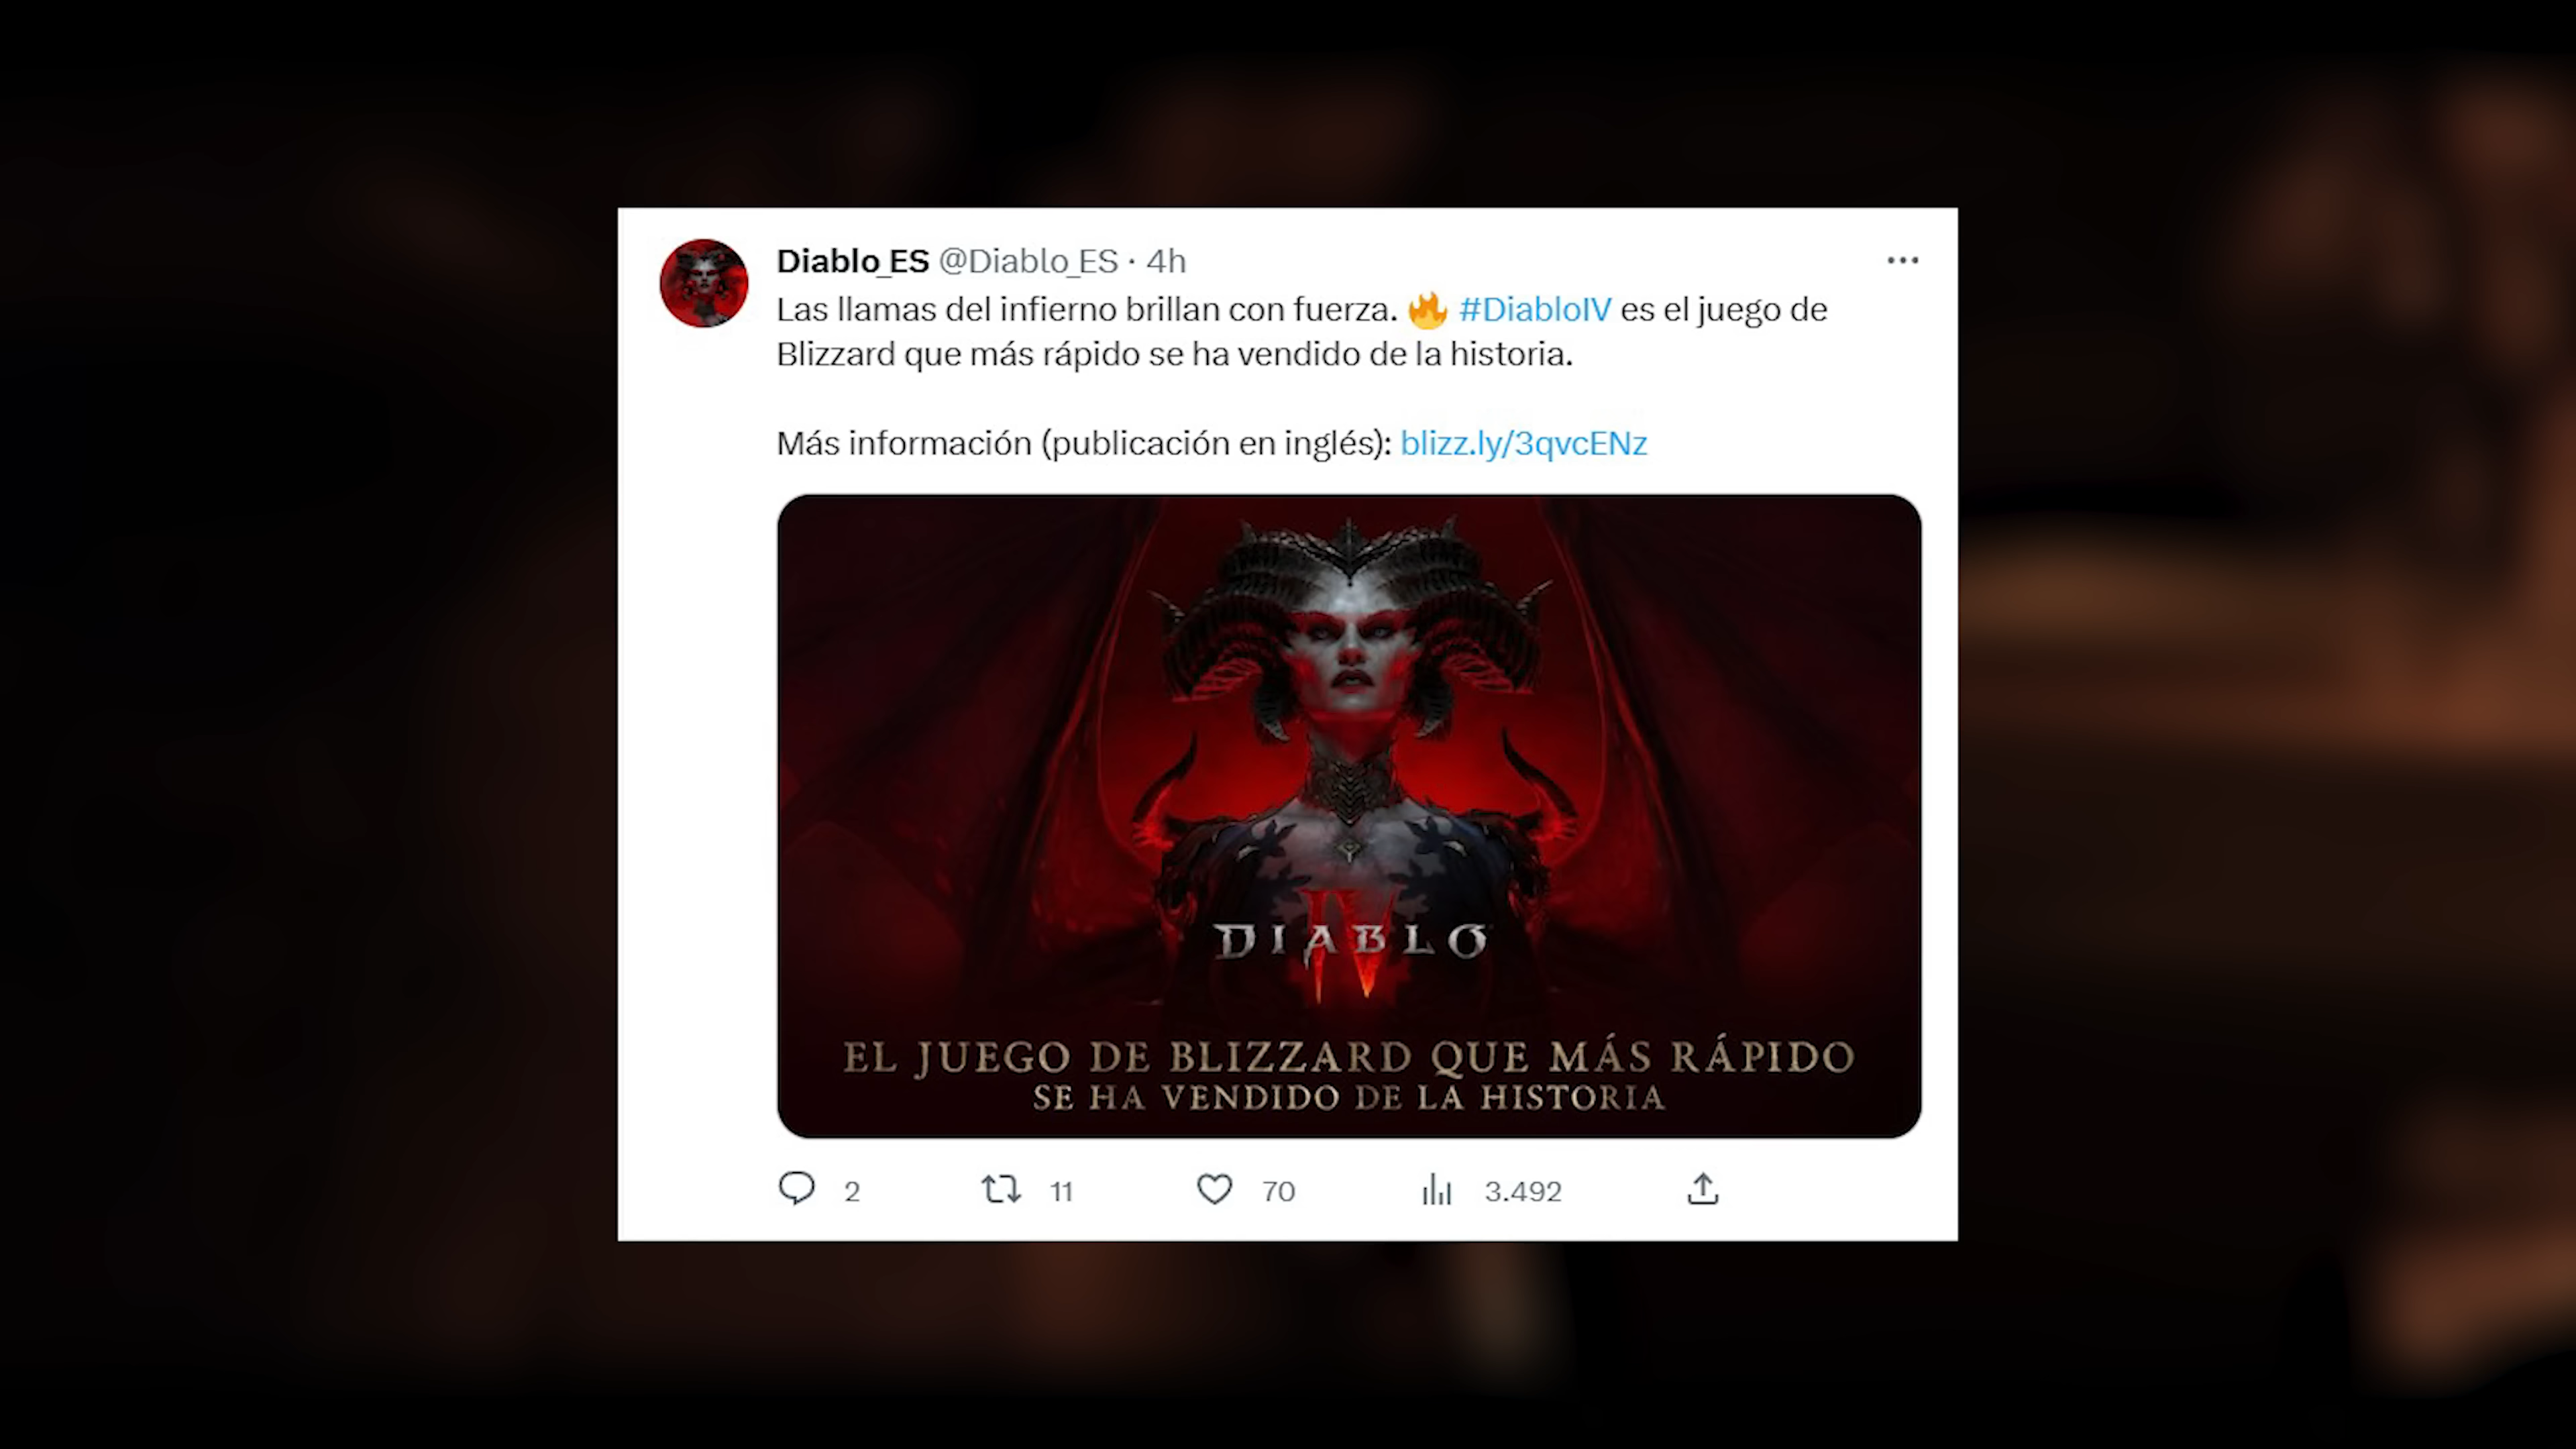 Diablo_ES @Diablo_ES · 4h
Las llamas del infierno brillan con fuerza. 🔥 #DiabloIV es el juego de
Blizzard que más rápido se ha vendido de la historia.
Más información (publicación en inglés): blizz.ly/3qvcENz
IV
DIABLO
EL JUEGO DE BLIZZARD QUE MÁS RÁPIDO
SE HA VENDIDO DE LA HISTORIA
2 11 70 3.492